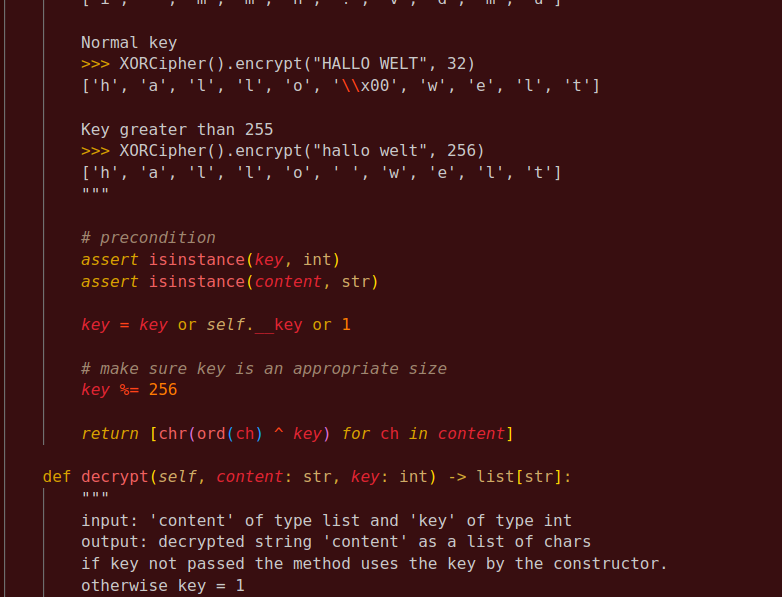 Normal key
>>> XORCipher().encrypt("HALLO WELT", 32)
['h', 'a', 'l', 'l', 'o', '\\x00', 'w', 'e', 'l', 't']
Key greater than 255
>>> XORCipher().encrypt("hallo welt", 256)
['h', 'a', 'l', 'l', 'o', ' ', 'w', 'e', 'l', 't']
"""
# precondition
assert isinstance(key, int)
assert isinstance(content, str)
key = key or self.__key or 1
# make sure key is an appropriate size
key %= 256
return [chr(ord(ch) ^ key) for ch in content]
def decrypt(self, content: str, key: int) -> list[str]:
"""
input: 'content' of type list and 'key' of type int
output: decrypted string 'content' as a list of chars
if key not passed the method uses the key by the constructor.
otherwise key = 1